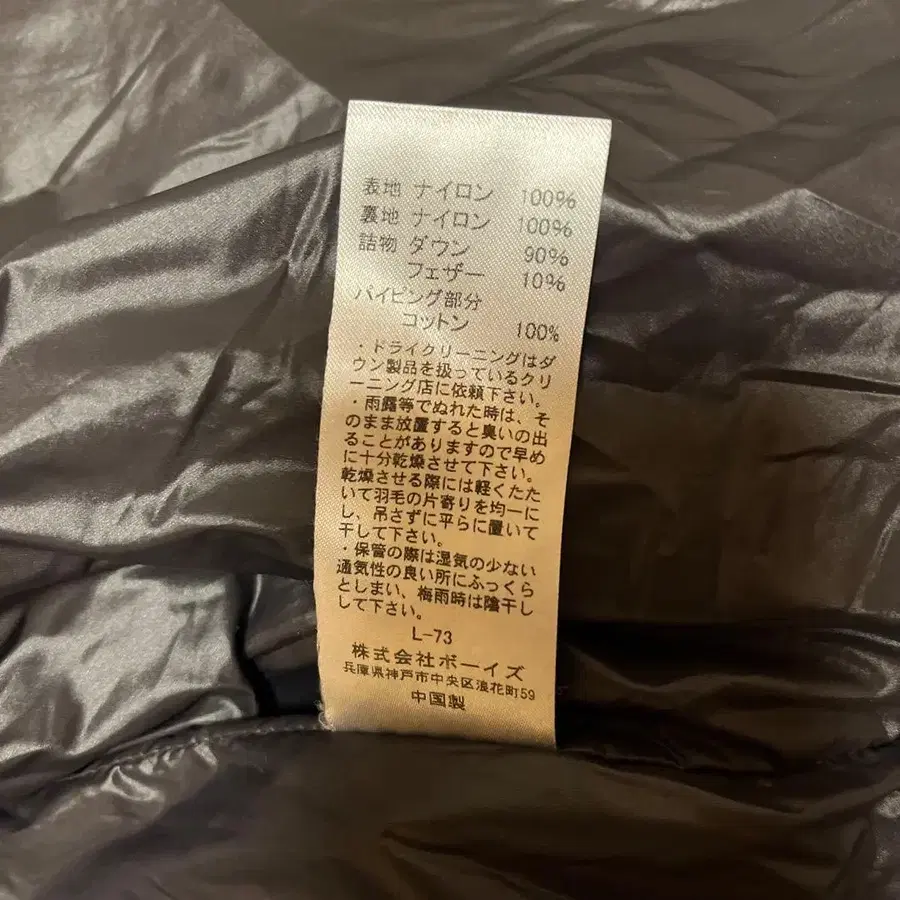 表地 ナイロン 100%
裏地 ナイロン 100%
詰物 ダウン 90%
フェザー 10%
パイピング部分
コットン 100%
・ドライクリーニングはダ
ウン製品を扱っているクリ
ーニング店に依頼下さい。
・雨露等でぬれた時は、そ
のまま放置すると臭いの出
ることがありますので早め
に十分乾燥させて下さい。
乾燥させる際には軽くたた
いて羽毛の片寄りを均一に
し、吊さずに平らに置いて
干して下さい。
・保管の際は湿気の少ない
通気性の良い所にふっくら
としまい、梅雨時は陰干し
して下さい。
L-73
株式会社ボーイズ
兵庫県神戸市中央区浪花町59
中国製